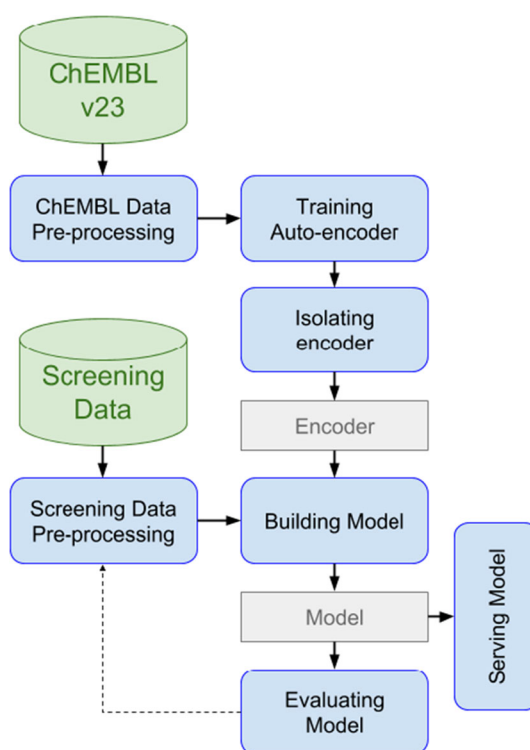 ChEMBL
v23
ChEMBL Data
Pre-processing
Training
Auto-encoder
Isolating
encoder
Screening
Data
Encoder
Screening Data
Pre-processing
Building Model
Model
Serving Model
Evaluating
Model